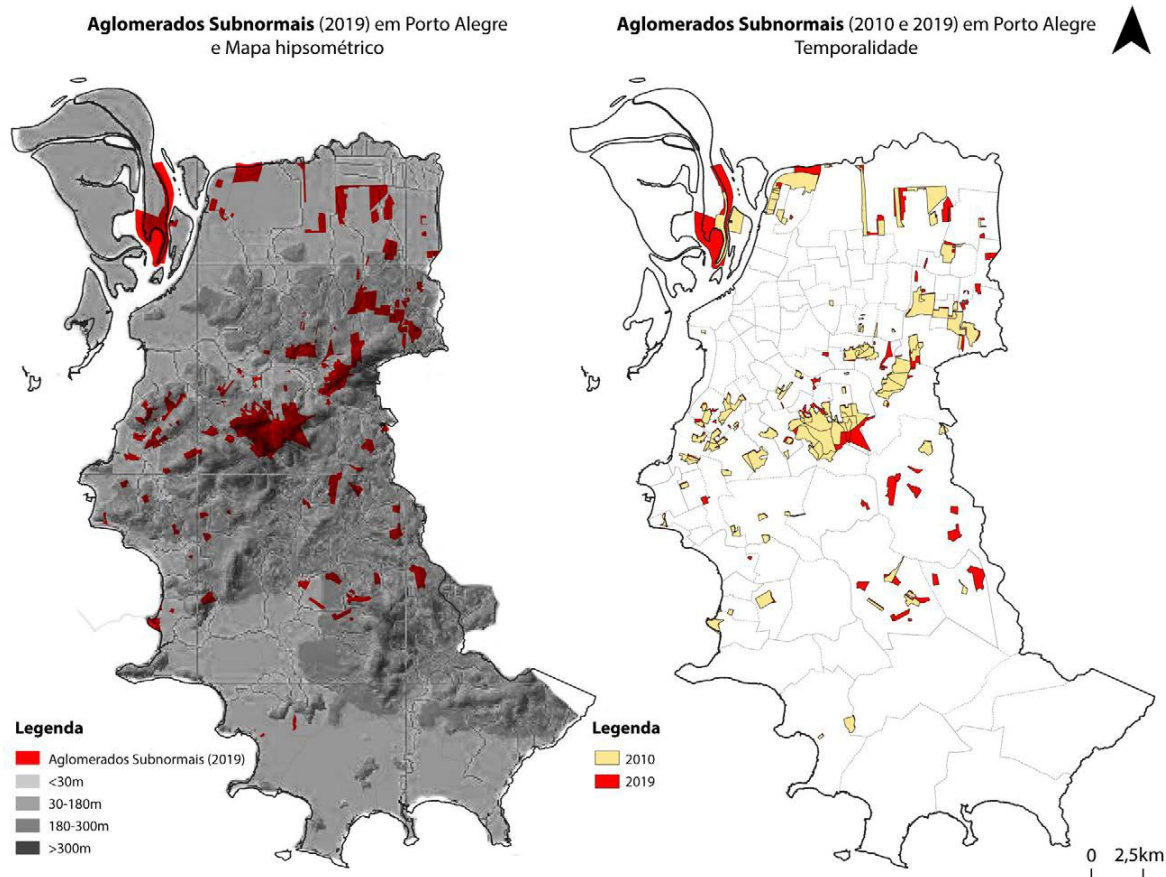 Aglomerados Subnormais (2019) em Porto Alegre
e Mapa hipsométrico
Aglomerados Subnormais (2010 e 2019) em Porto Alegre
Temporalidade
Legenda
Aglomerados Subnormais (2019)
<30m
30-180m
180-300m
>300m
Legenda
2010
2019
0 2,5km